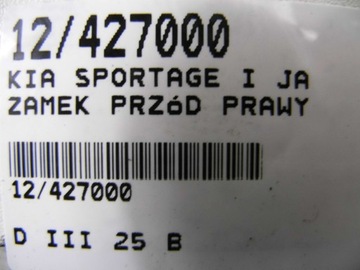 12/427000
KIA SPORTAGE I JA
ZAMEK PRZÓD PRAWY
12/427000
D III 25 B